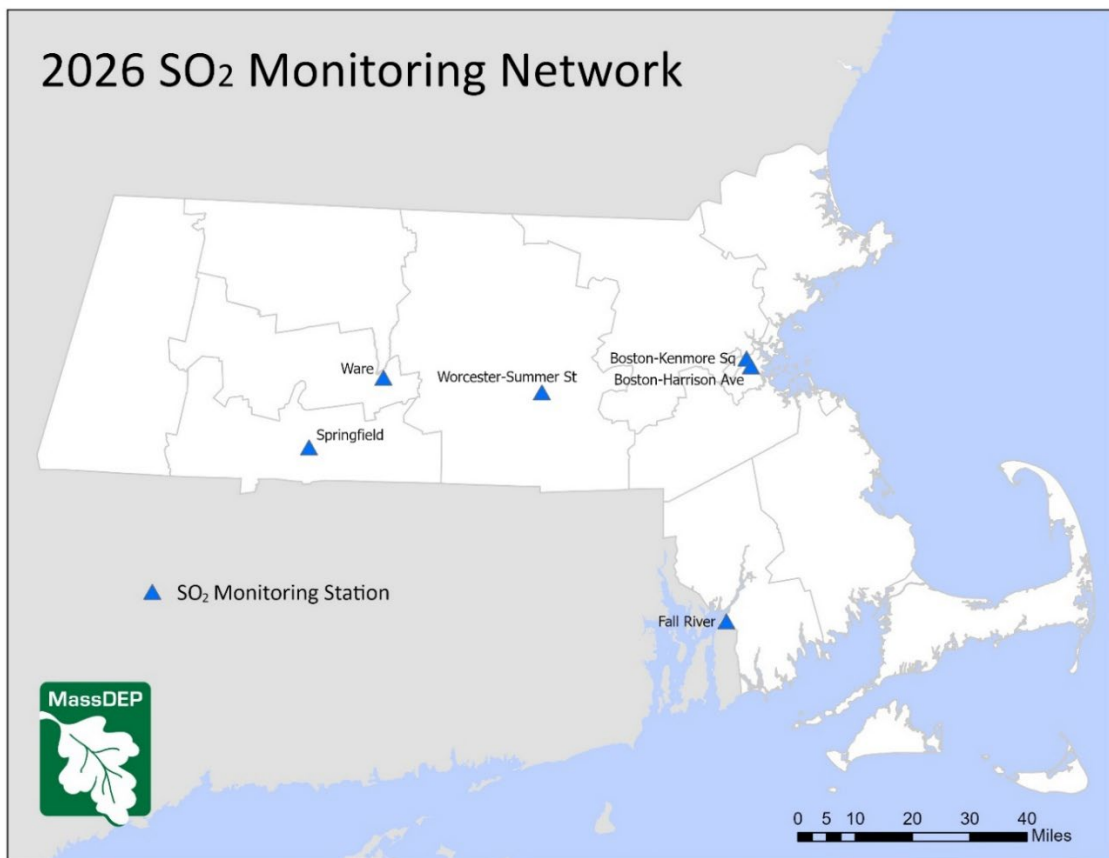 2026 SO₂ Monitoring Network
Boston-Kenmore Sq
Ware
Worcester-Summer St
Boston-Harrison Ave
Springfield
SO₂ Monitoring Station
Fall River
MassDEP
0 5 10 20 30 40
Miles